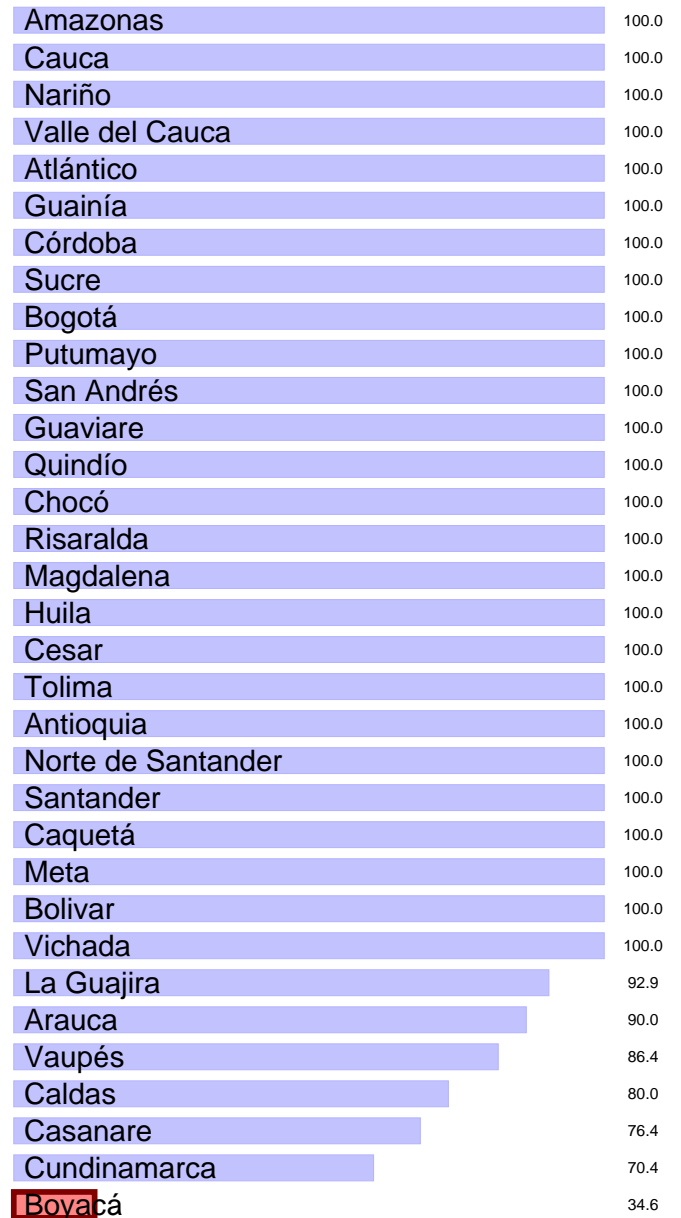 Amazonas 100.0
Cauca 100.0
Nariño 100.0
Valle del Cauca 100.0
Atlántico 100.0
Guainía 100.0
Córdoba 100.0
Sucre 100.0
Bogotá 100.0
Putumayo 100.0
San Andrés 100.0
Guaviare 100.0
Quindío 100.0
Chocó 100.0
Risaralda 100.0
Magdalena 100.0
Huila 100.0
Cesar 100.0
Tolima 100.0
Antioquia 100.0
Norte de Santander 100.0
Santander 100.0
Caquetá 100.0
Meta 100.0
Bolivar 100.0
Vichada 100.0
La Guajira 92.9
Arauca 90.0
Vaupés 86.4
Caldas 80.0
Casanare 76.4
Cundinamarca 70.4
Boyacá 34.6